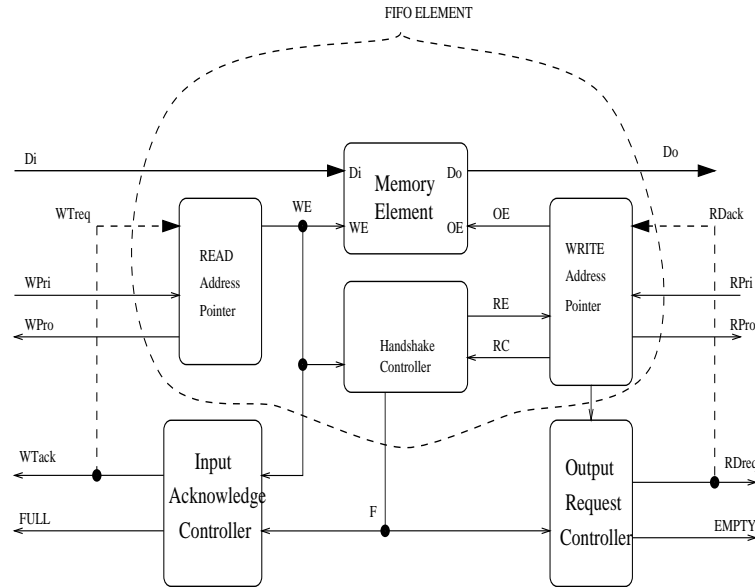 FIFO ELEMENT
Di
Do
Di
Do
Memory
Element
WE
OE
WTreq
WE
OE
RDack
READ
Address
Pointer
WRITE
Address
Pointer
WPri
RPri
WPro
RPro
RE
RC
Handshake
Controller
WTack
Input
Acknowledge
Controller
Output
Request
Controller
RDreq
FULL
F
EMPTY